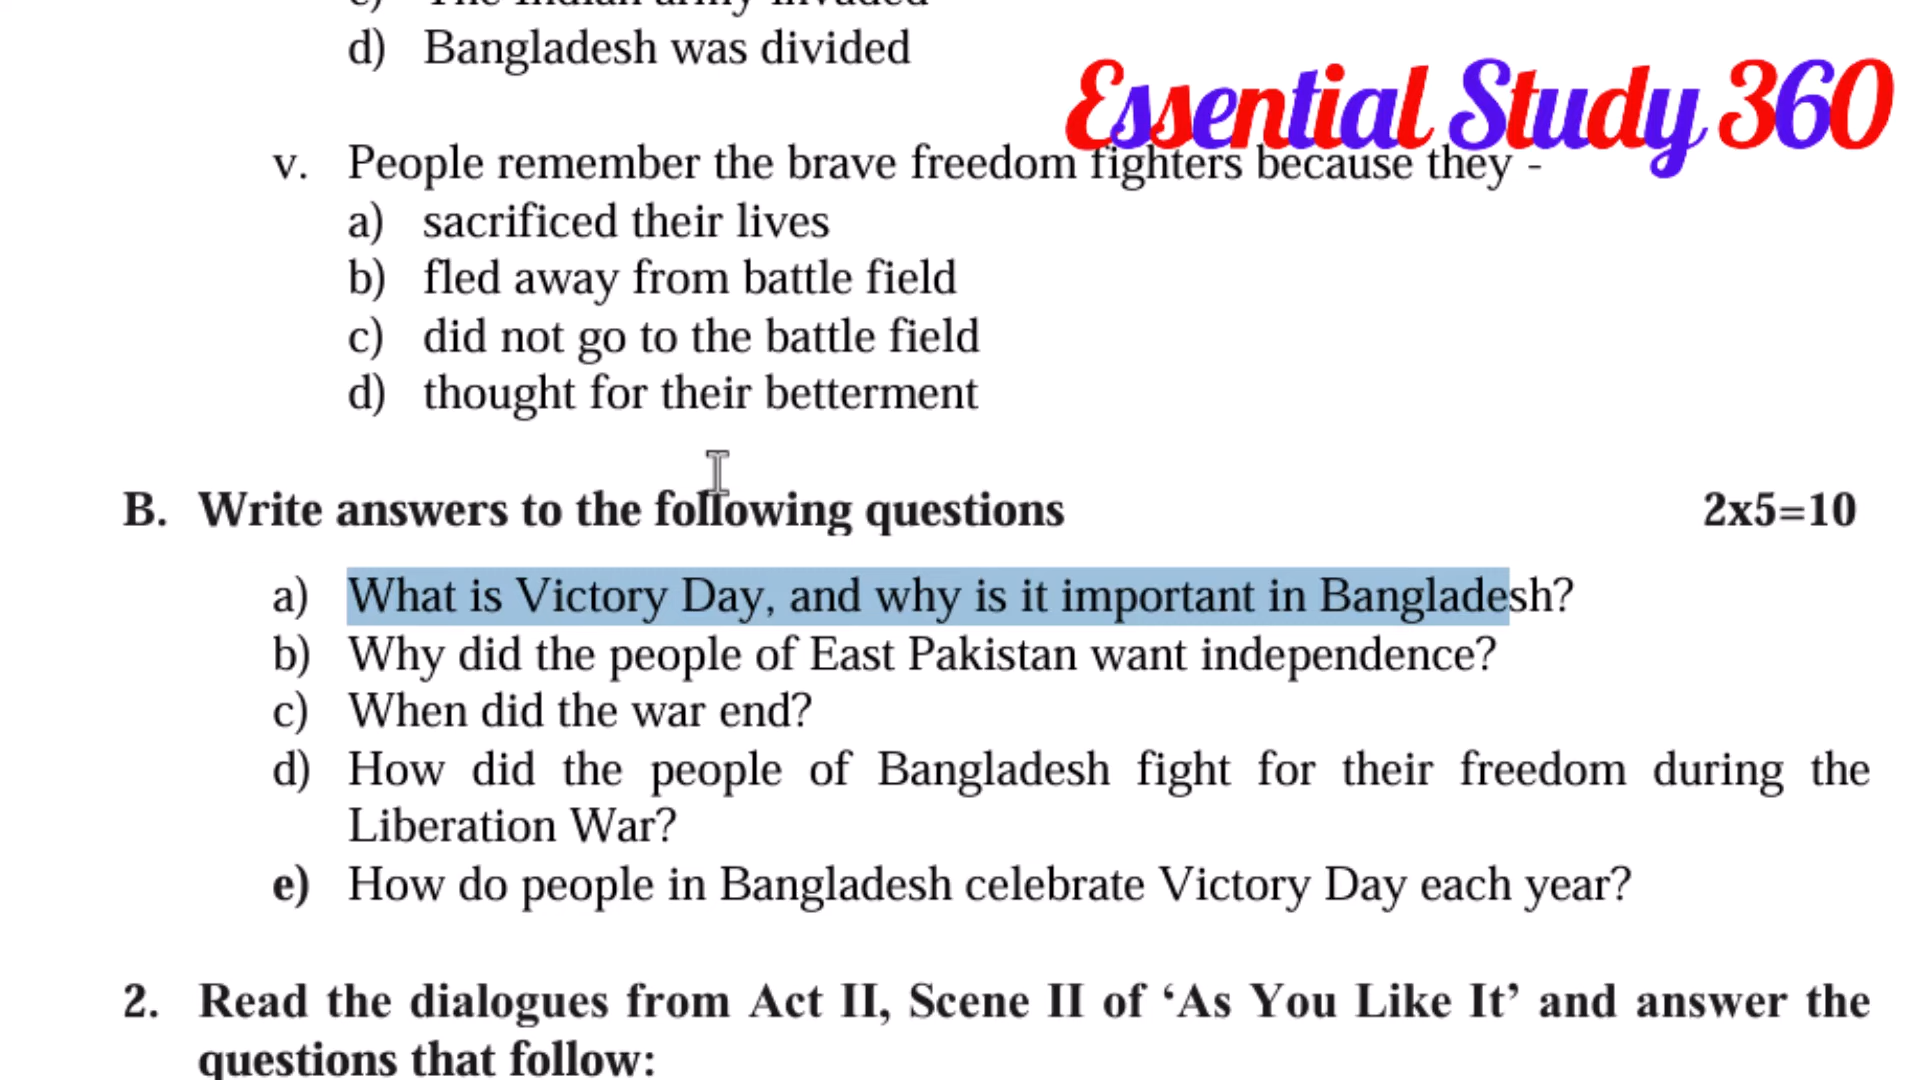 c) The Indian army invaded
d) Bangladesh was divided
Essential Study 360
v. People remember the brave freedom fighters because they -
a) sacrificed their lives
b) fled away from battle field
c) did not go to the battle field
d) thought for their betterment
B. Write answers to the following questions 2x5=10
a) What is Victory Day, and why is it important in Bangladesh?
b) Why did the people of East Pakistan want independence?
c) When did the war end?
d) How did the people of Bangladesh fight for their freedom during the
Liberation War?
e) How do people in Bangladesh celebrate Victory Day each year?
2. Read the dialogues from Act II, Scene II of ‘As You Like It’ and answer the
questions that follow: